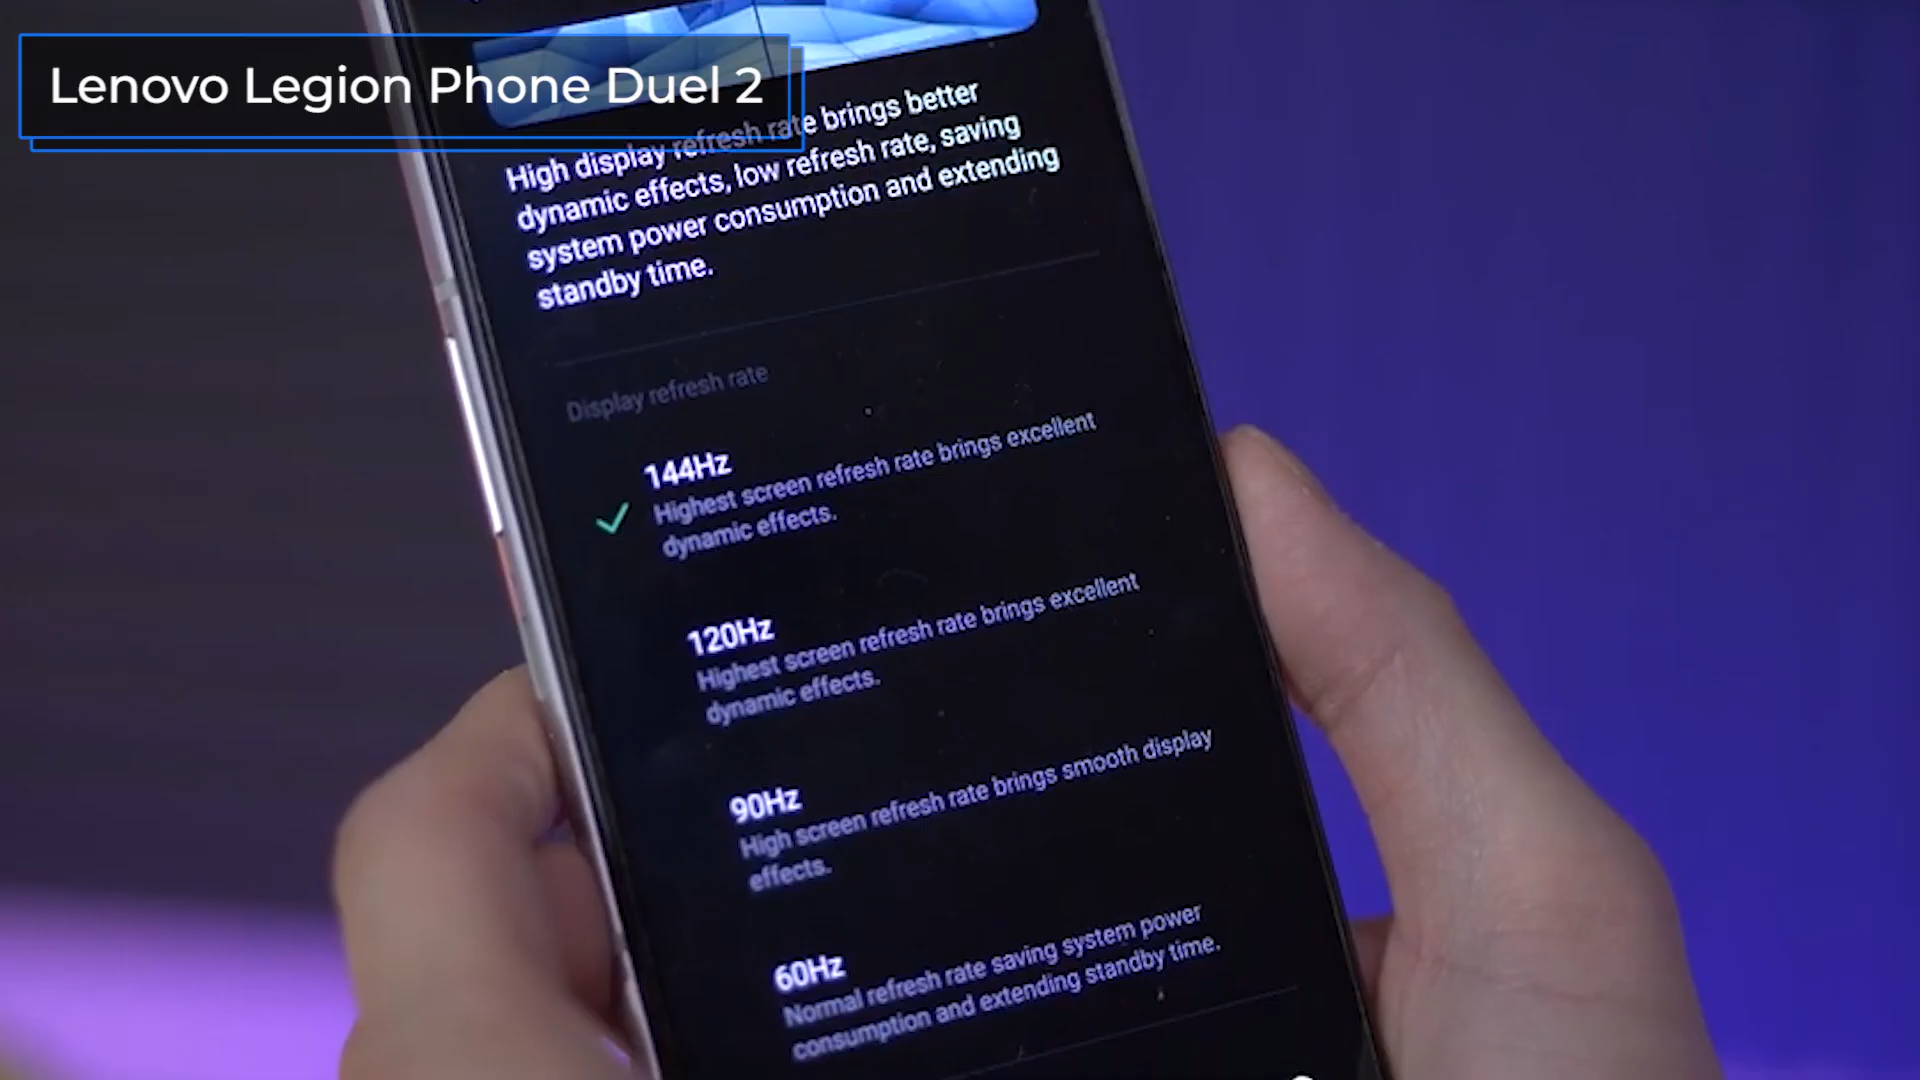 Lenovo Legion Phone Duel 2
High display refresh rate brings better
dynamic effects, low refresh rate, saving
system power consumption and extending
standby time.
Display refresh rate
144Hz
Highest screen refresh rate brings excellent
dynamic effects.
120Hz
Highest screen refresh rate brings excellent
dynamic effects.
90Hz
High screen refresh rate brings smooth display
effects.
60Hz
Normal refresh rate saving system power
consumption and extending standby time.